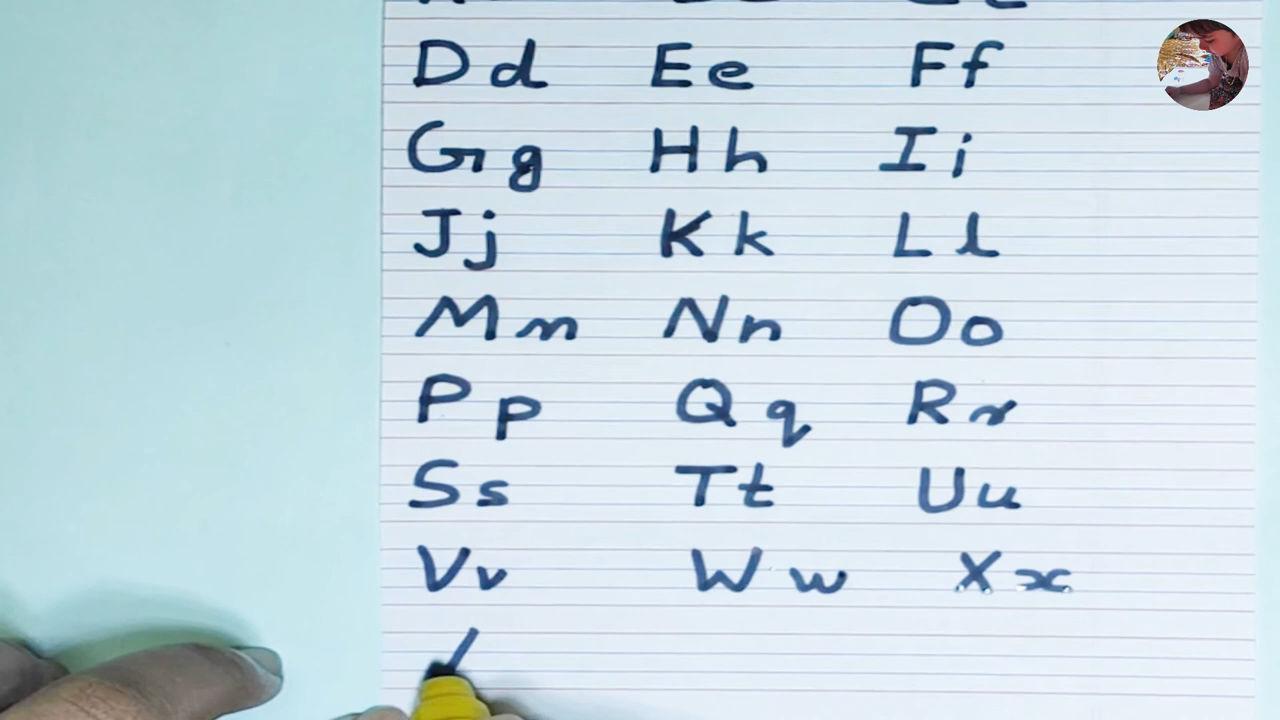 Dd Ee Ff
Gg Hh Ii
Jj Kk Ll
Mm Nn Oo
Pp Qq Rr
Ss Tt Uu
Vv Ww Xx